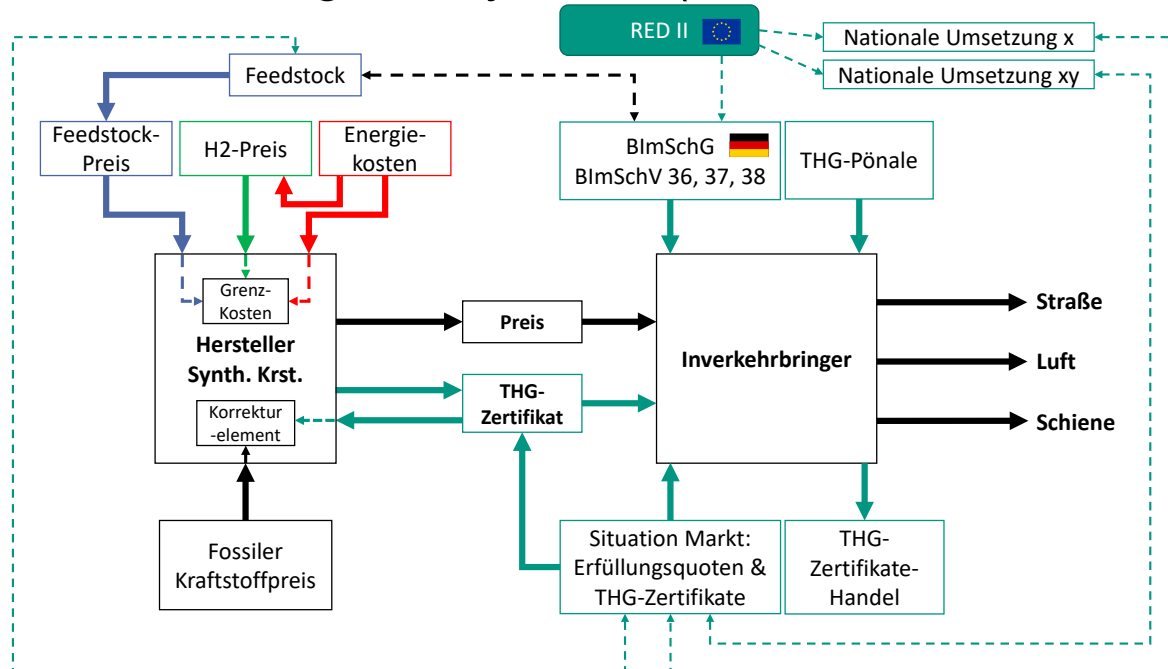 RED II
Nationale Umsetzung x
Feedstock
Nationale Umsetzung xy
Feedstock-
Preis
H2-Preis
Energie-
kosten
BImSchG
BImSchV 36, 37, 38
THG-Pönale
Grenz-
Kosten
Hersteller
Synth. Krst.
Korrektur
-element
Preis
THG-
Zertifikat
Inverkehrbringer
Straße
Luft
Schiene
Fossiler
Kraftstoffpreis
Situation Markt:
Erfüllungsquoten &
THG-Zertifikate
THG-
Zertifikate-
Handel